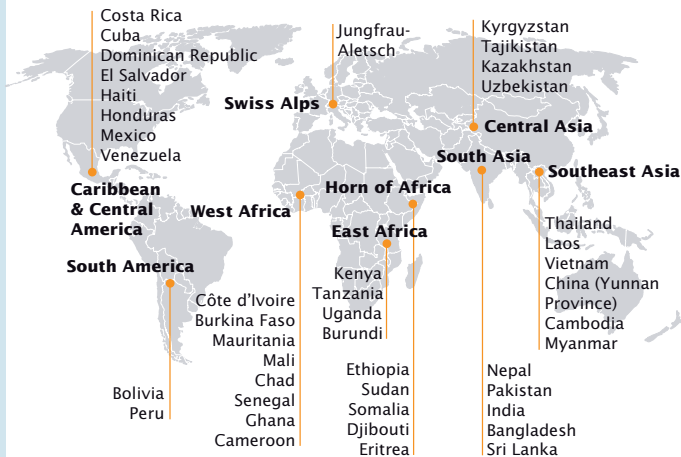 Costa Rica
Cuba
Dominican Republic
El Salvador
Haiti
Honduras
Mexico
Venezuela
Caribbean
& Central
America
Jungfrau-
Aletsch
Swiss Alps
Kyrgyzstan
Tajikistan
Kazakhstan
Uzbekistan
Central Asia
South Asia
Southeast Asia
Horn of Africa
West Africa
East Africa
South America
Thailand
Laos
Vietnam
China (Yunnan
Province)
Cambodia
Myanmar
Kenya
Tanzania
Uganda
Burundi
Côte d'Ivoire
Burkina Faso
Mauritania
Mali
Chad
Senegal
Ghana
Cameroon
Bolivia
Peru
Ethiopia
Sudan
Somalia
Djibouti
Eritrea
Nepal
Pakistan
India
Bangladesh
Sri Lanka